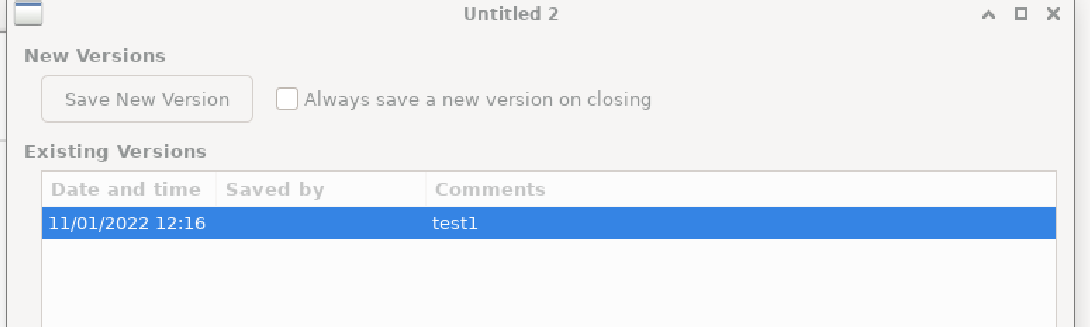 Untitled 2
New Versions
Save New Version Always save a new version on closing
Existing Versions
Date and time Saved by Comments
11/01/2022 12:16 test1